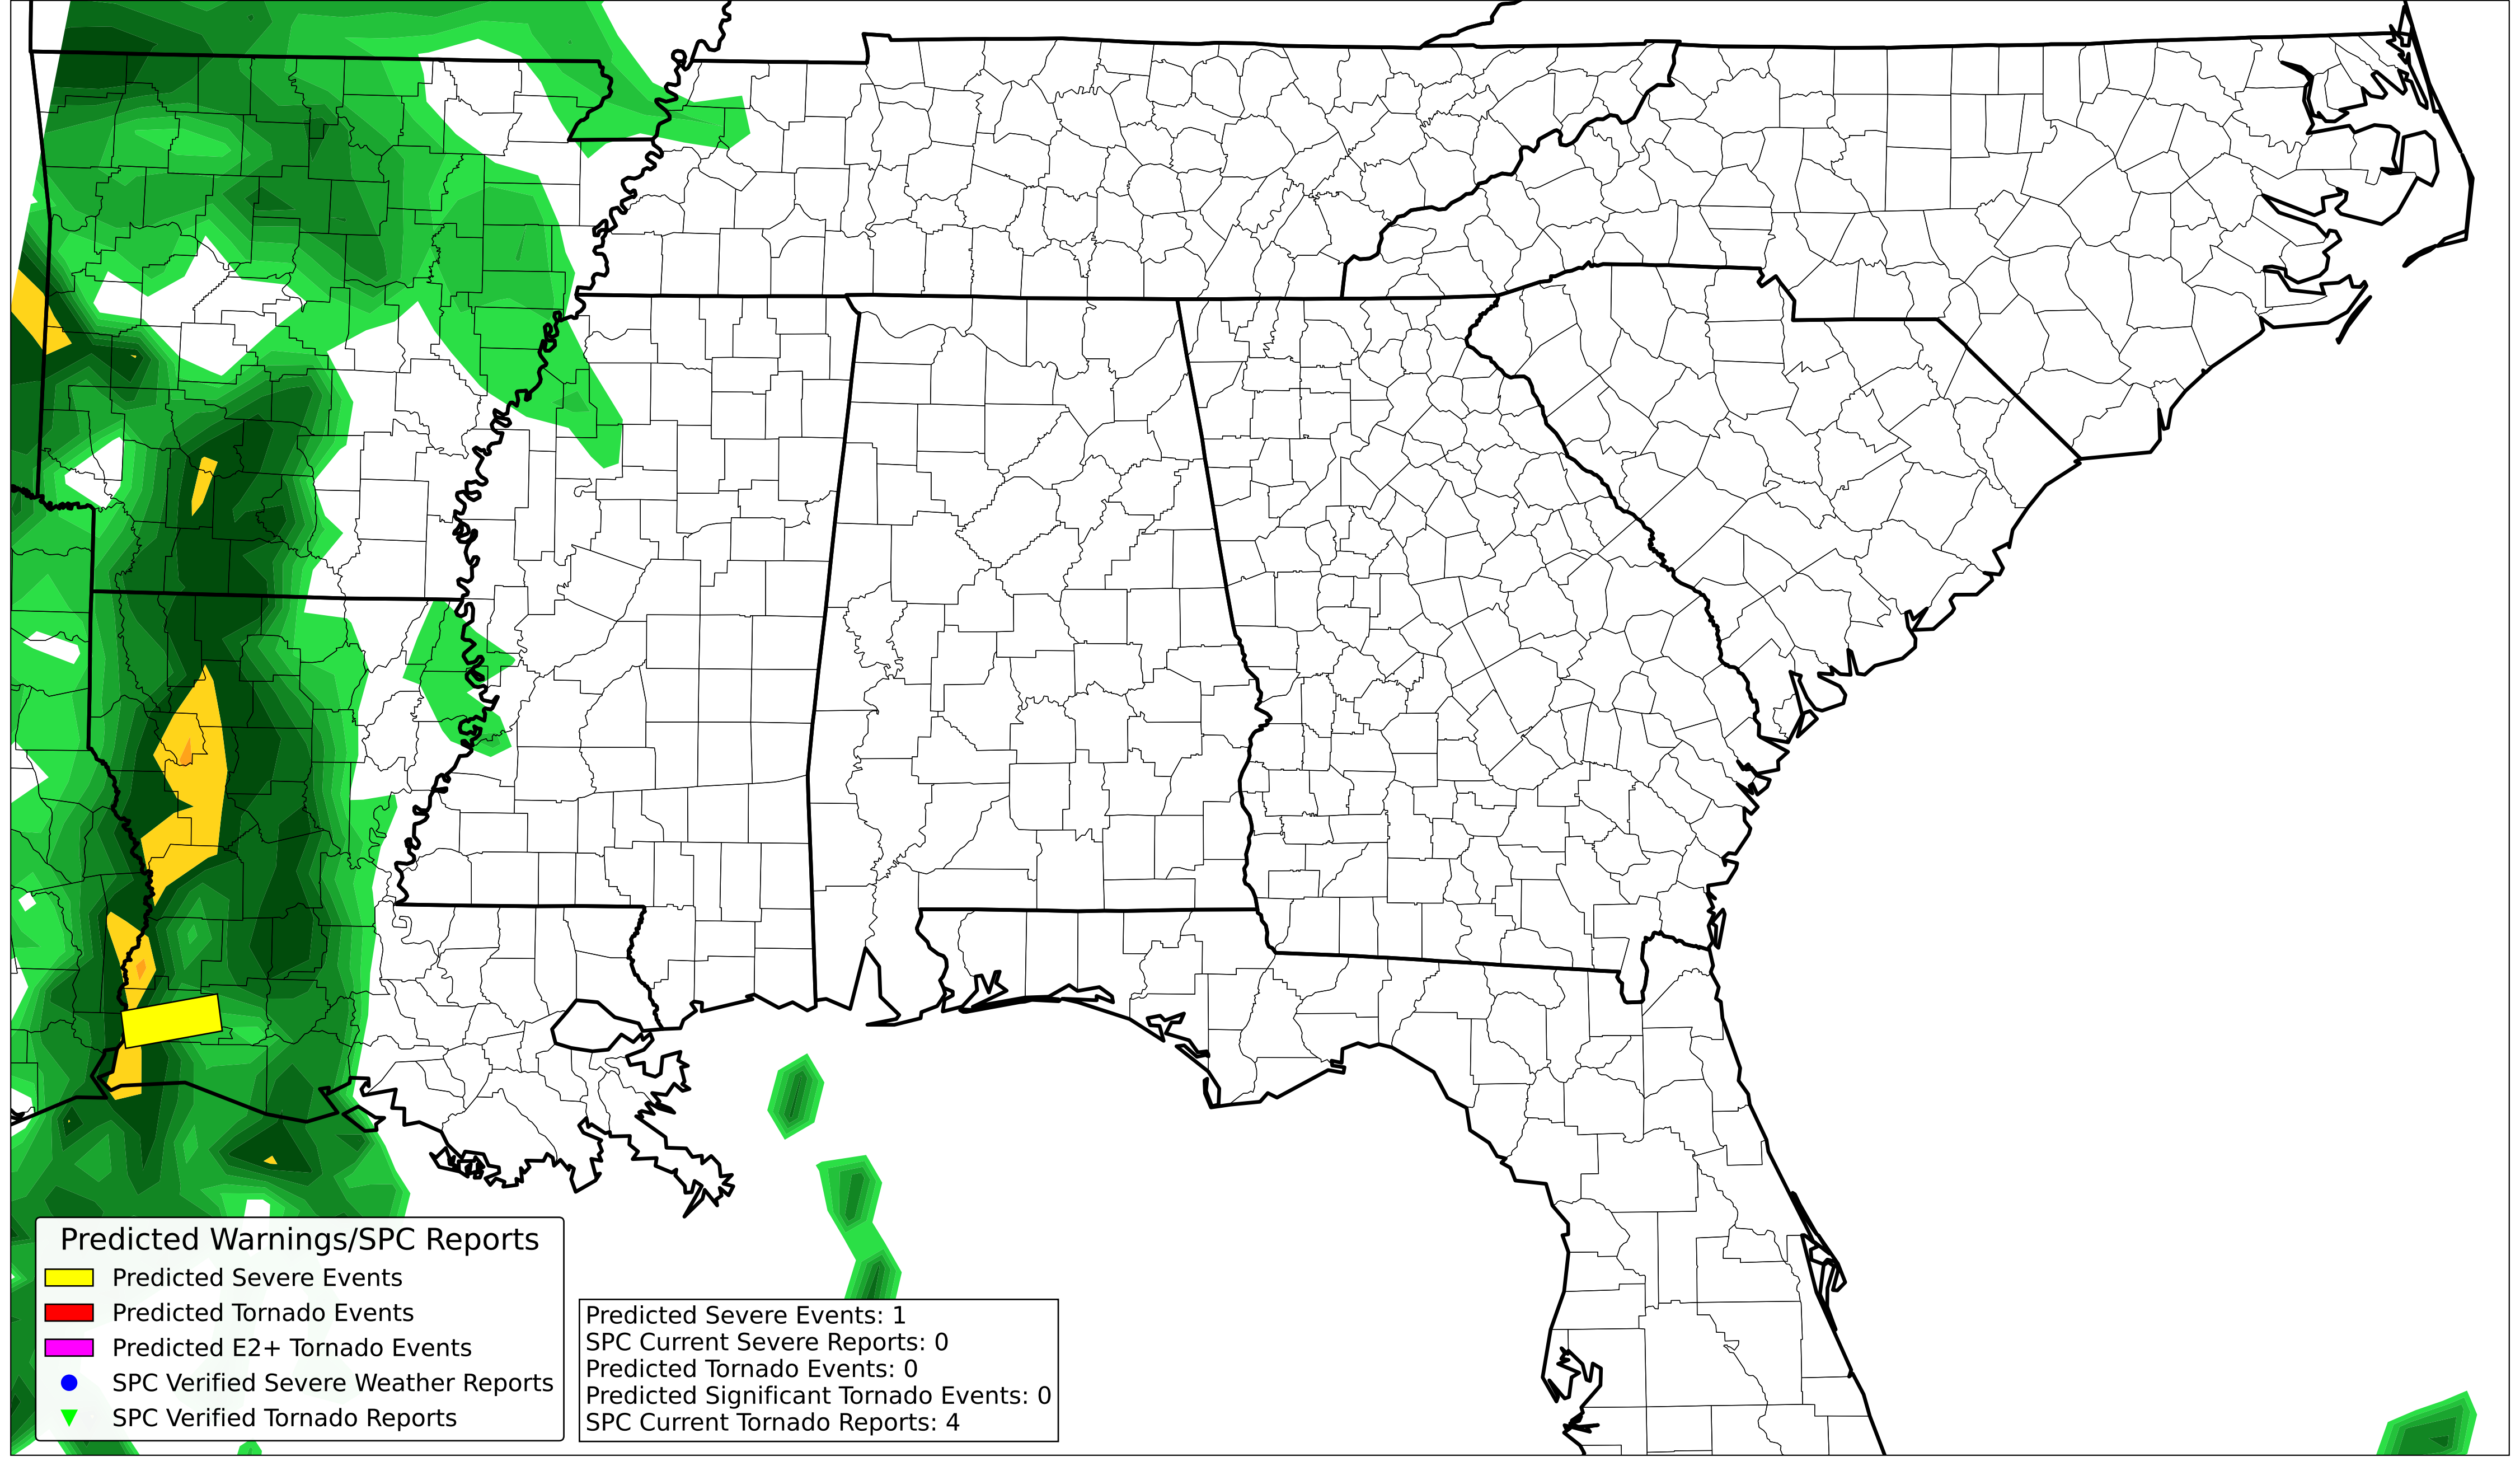 Predicted Warnings/SPC Reports
Predicted Severe Events
Predicted Tornado Events
Predicted E2+ Tornado Events
SPC Verified Severe Weather Reports
SPC Verified Tornado Reports
Predicted Severe Events: 1
SPC Current Severe Reports: 0
Predicted Tornado Events: 0
Predicted Significant Tornado Events: 0
SPC Current Tornado Reports: 4